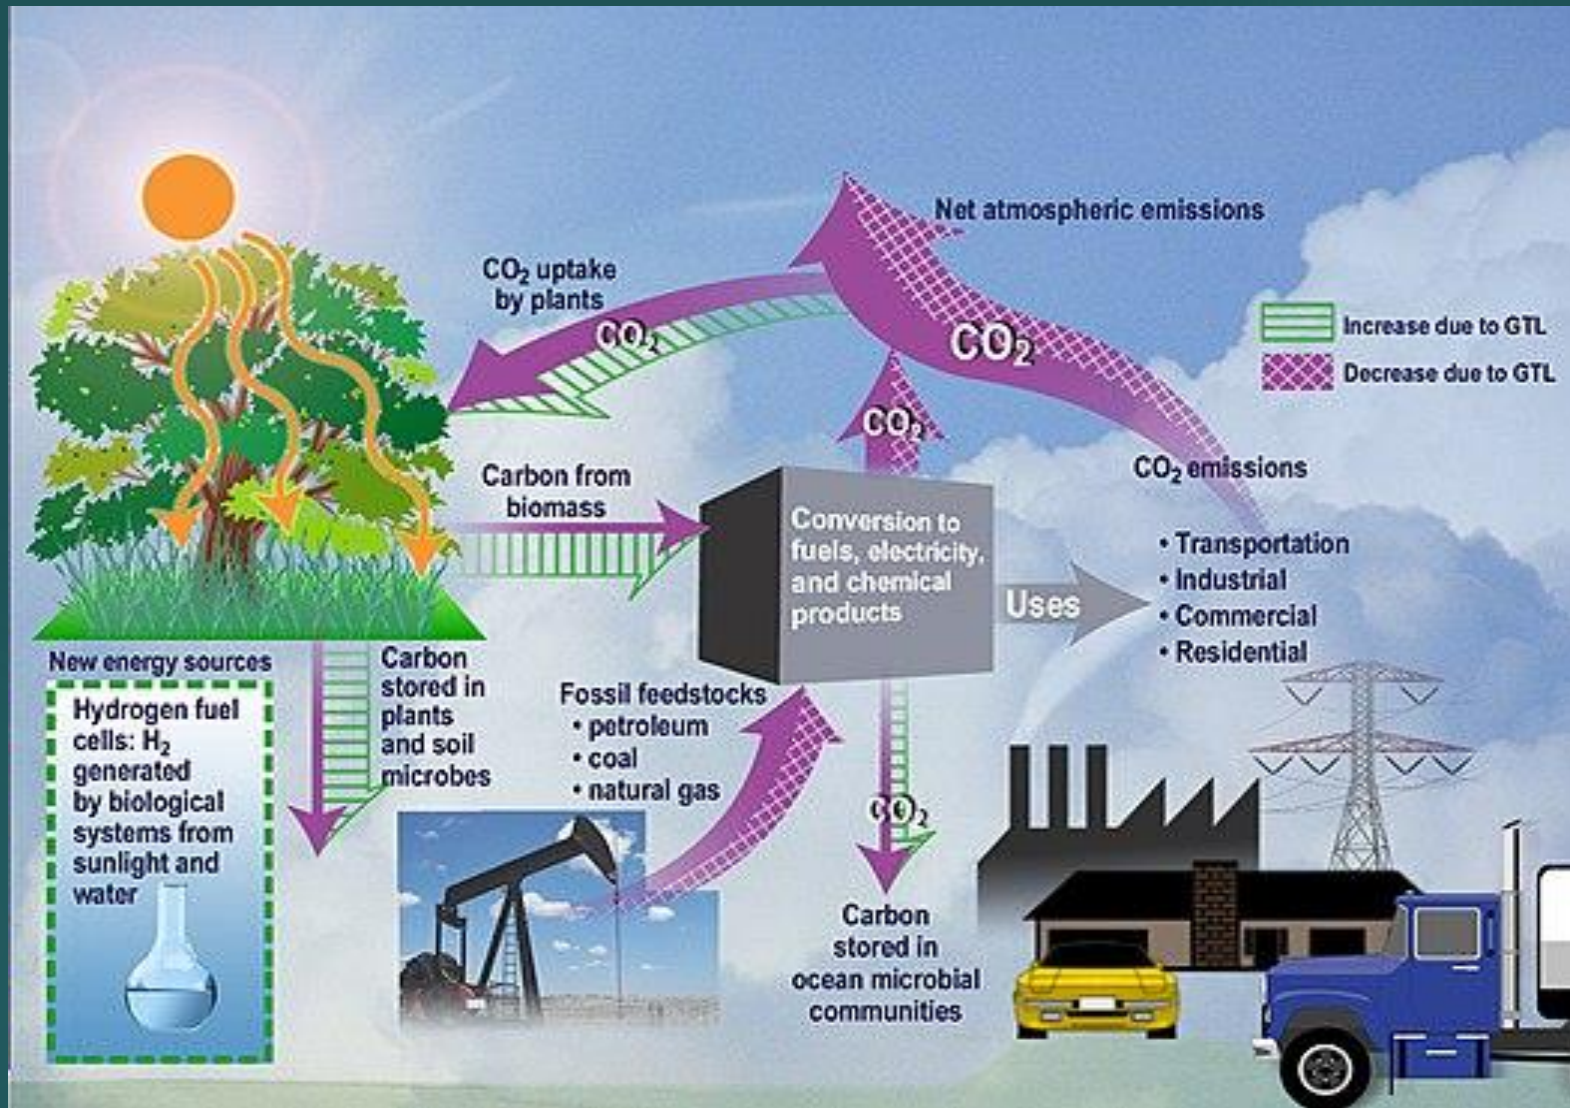 Net atmospheric emissions
CO₂ uptake
by plants
CO₂
CO₂
Increase due to GTL
Decrease due to GTL
CO₂
CO₂ emissions
Carbon from
biomass
Conversion to
fuels, electricity,
and chemical
products
Uses
• Transportation
• Industrial
• Commercial
• Residential
New energy sources
Hydrogen fuel
cells: H₂
generated
by biological
systems from
sunlight and
water
Carbon
stored in
plants
and soil
microbes
Fossil feedstocks
• petroleum
• coal
• natural gas
CO₂
Carbon
stored in
ocean microbial
communities